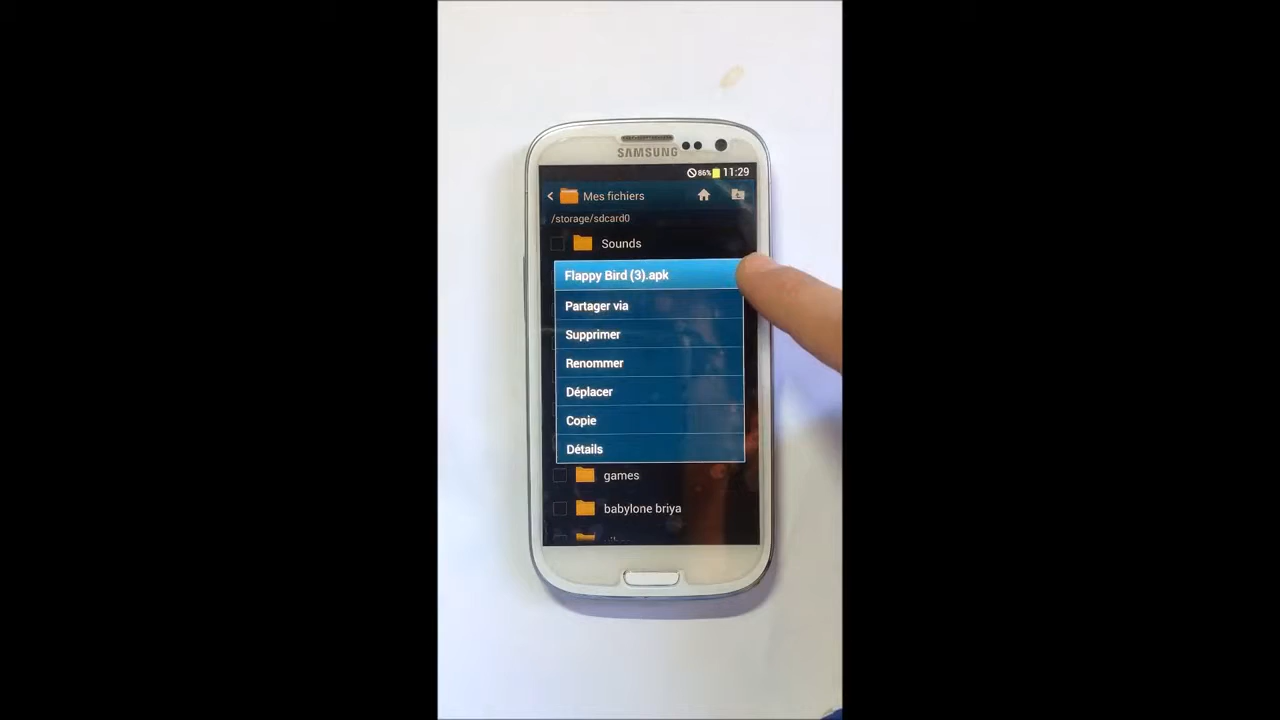 SAMSUNG
86% 11:29
Mes fichiers
/storage/sdcard0
Sounds
Flappy Bird (3).apk
Partager via
Supprimer
Renommer
Déplacer
Copie
Détails
games
babylone briya